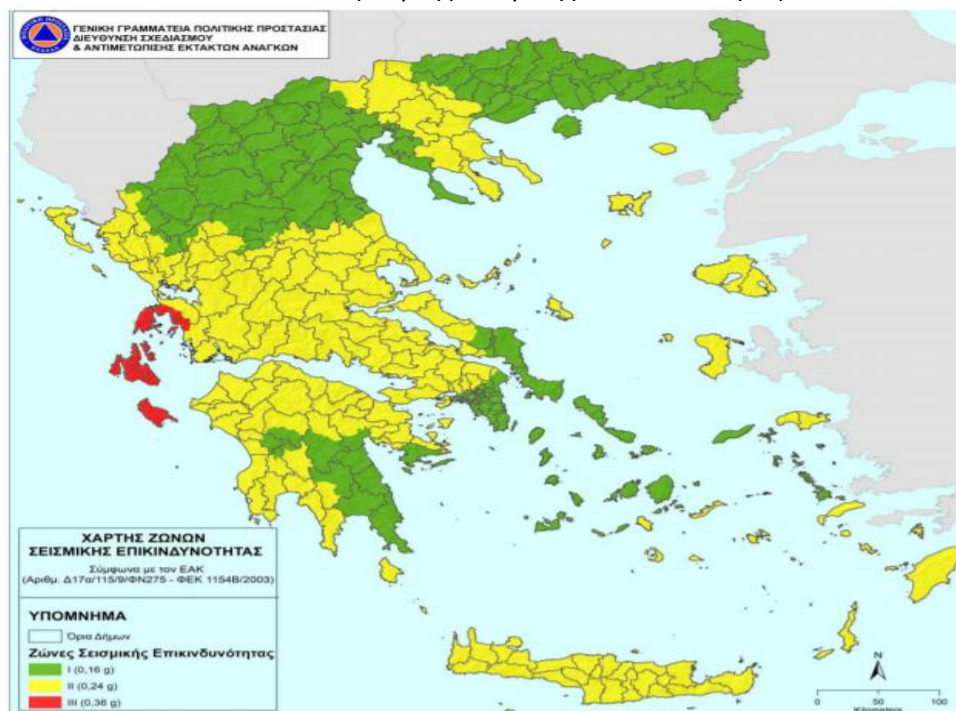 ΓΕΝΙΚΗ ΓΡΑΜΜΑΤΕΙΑ ΠΟΛΙΤΙΚΗΣ ΠΡΟΣΤΑΣΙΑΣ
ΔΙΕΥΘΥΝΣΗ ΣΧΕΔΙΑΣΜΟΥ
& ΑΝΤΙΜΕΤΩΠΙΣΗΣ ΕΚΤΑΚΤΩΝ ΑΝΑΓΚΩΝ
ΧΑΡΤΗΣ ΖΩΝΩΝ
ΣΕΙΣΜΙΚΗΣ ΕΠΙΚΙΝΔΥΝΟΤΗΤΑΣ
Σύμφωνα με τον ΕΑΚ
(Αριθμ. Δ17α/115/9/ΦΝ275 - ΦΕΚ 1154Β/2003)
ΥΠΟΜΝΗΜΑ
Όρια Δήμων
Ζώνες Σεισμικής Επικινδυνότητας
I (0,16 g)
II (0,24 g)
III (0,36 g)
N
0 50 100
Kilometers